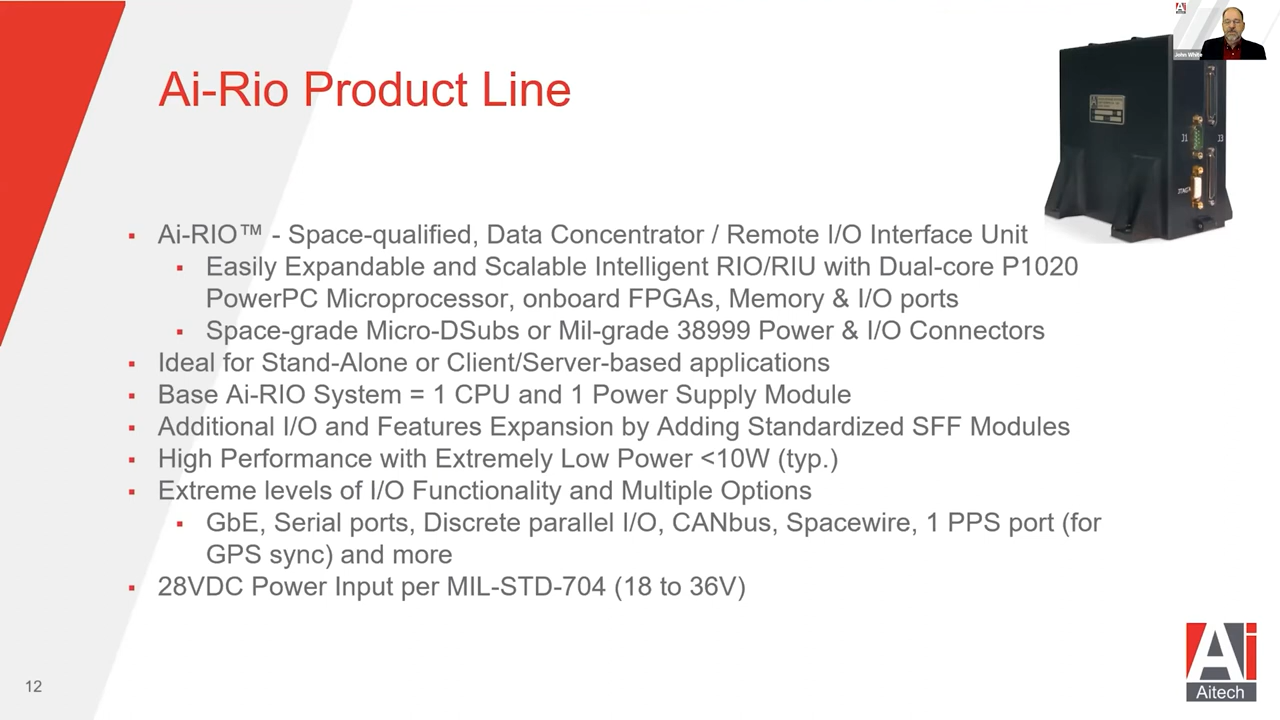 Ai-Rio Product Line
Ai
John White
J1
J3
▪ Ai-RIO™ - Space-qualified, Data Concentrator / Remote I/O Interface Unit
▪ Easily Expandable and Scalable Intelligent RIO/RIU with Dual-core P1020
PowerPC Microprocessor, onboard FPGAs, Memory & I/O ports
▪ Space-grade Micro-DSubs or Mil-grade 38999 Power & I/O Connectors
▪ Ideal for Stand-Alone or Client/Server-based applications
▪ Base Ai-RIO System = 1 CPU and 1 Power Supply Module
▪ Additional I/O and Features Expansion by Adding Standardized SFF Modules
▪ High Performance with Extremely Low Power <10W (typ.)
▪ Extreme levels of I/O Functionality and Multiple Options
▪ GbE, Serial ports, Discrete parallel I/O, CANbus, Spacewire, 1 PPS port (for
GPS sync) and more
▪ 28VDC Power Input per MIL-STD-704 (18 to 36V)
12
Ai
Aitech